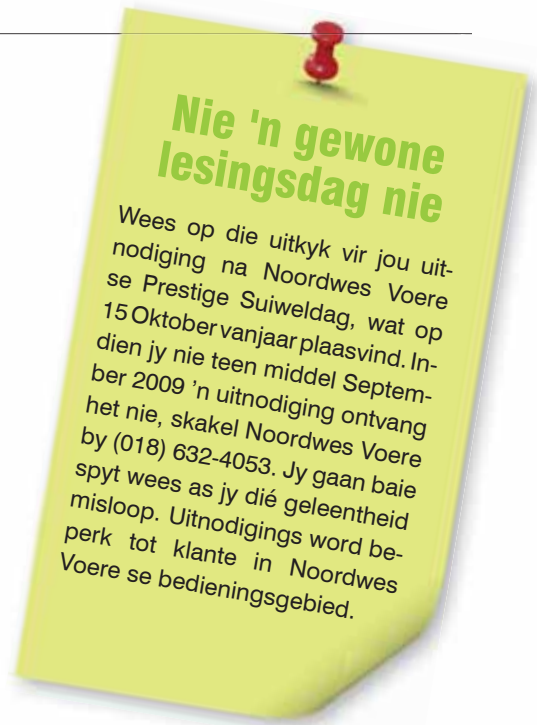 Nie 'n gewone
lesingsdag nie
Wees op die uitkyk vir jou uit-
nodiging na Noordwes Voere
se Prestige Suiweldag, wat op
15 Oktober vanjaar plaasvind. In-
dien jy nie teen middel Septem-
ber 2009 ’n uitnodiging ontvang
het nie, skakel Noordwes Voere
by (018) 632-4053. Jy gaan baie
spyt wees as jy dié geleentheid
misloop. Uitnodigings word be-
perk tot klante in Noordwes
Voere se bedieningsgebied.